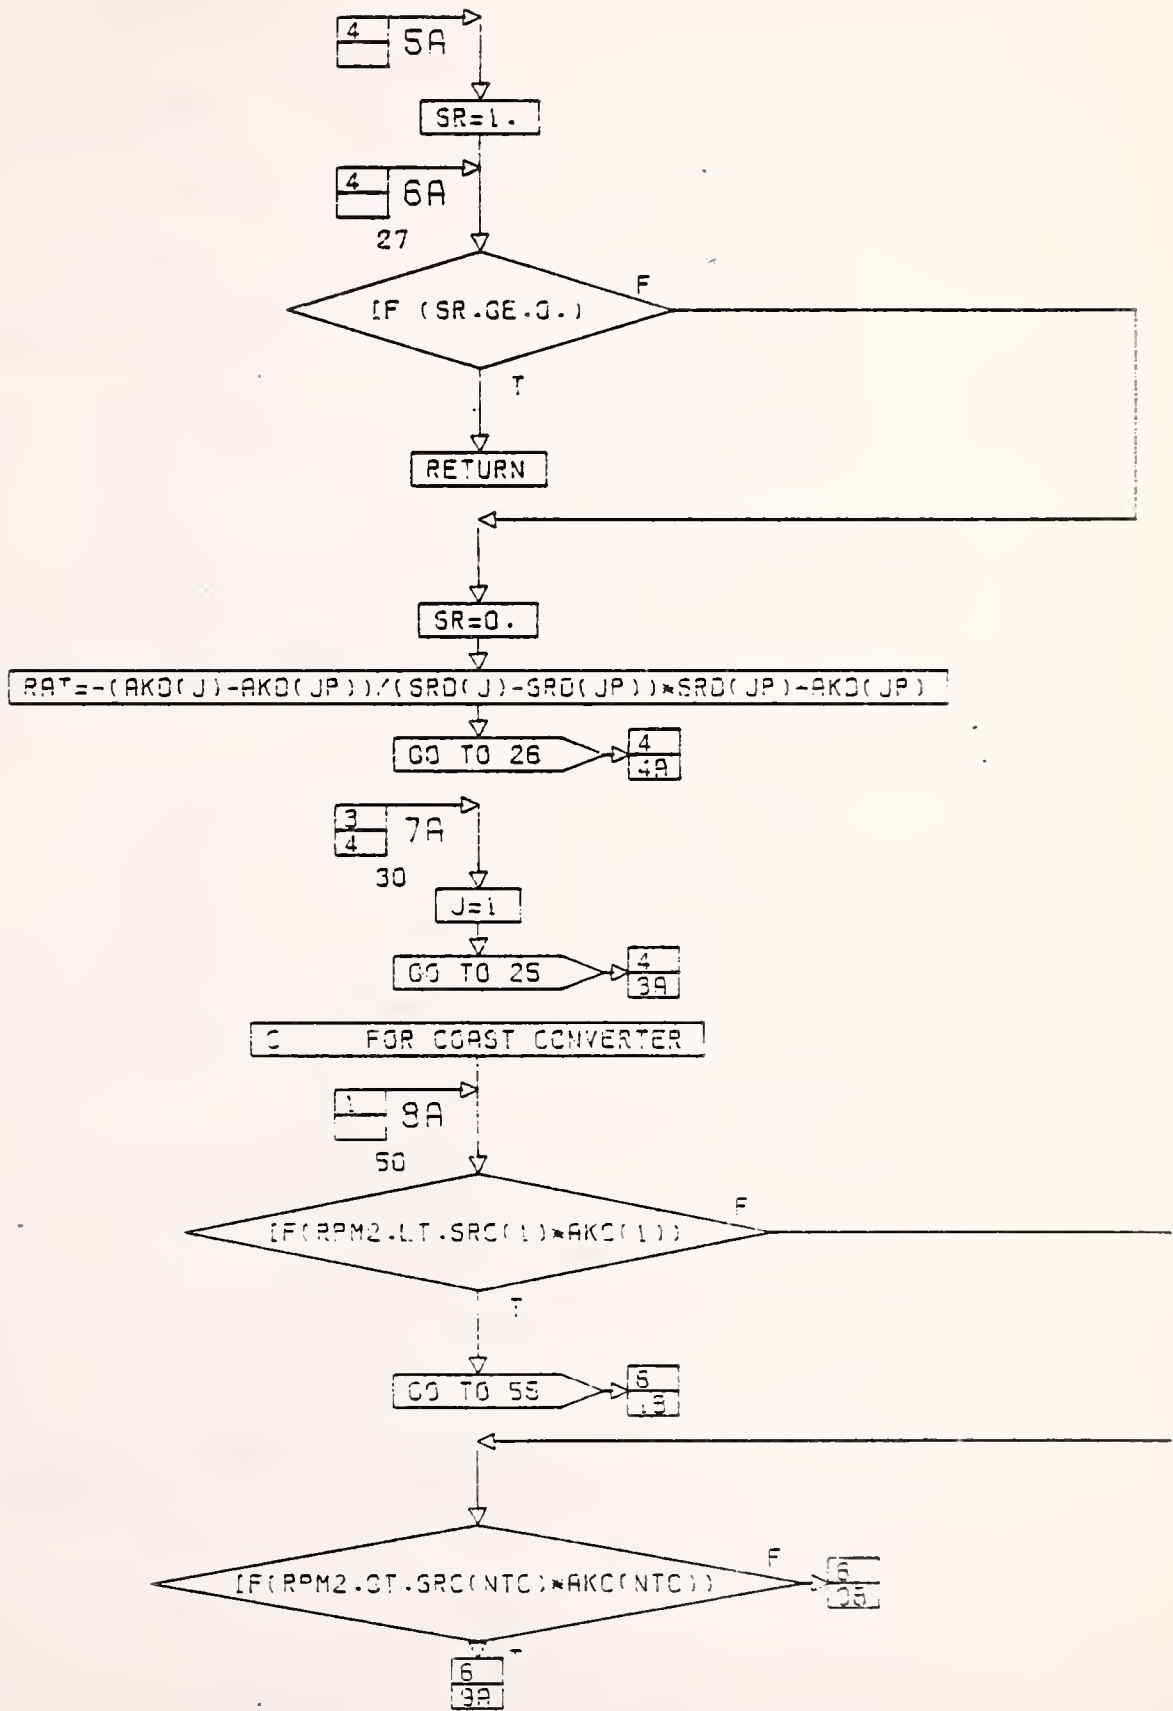 4
5A
SR=1.
4
6A
27
IF (SR.GE.0.)
F
T
RETURN
SR=0.
RAT=-(AKD(J)-AKD(JP))/(SRD(J)-SRD(JP))*SRD(JP)-AKD(JP)
GO TO 26
4
4A
3
4
7A
30
J=1
GO TO 25
4
3A
C FOR COAST CONVERTER
1
8A
50
IF(RPM2.LT.SRC(1)*AKC(1))
F
T
GO TO
6
1B
IF(RPM2.GT.SRC(NTC)*AKC(NTC))
F
6
T
6
9A